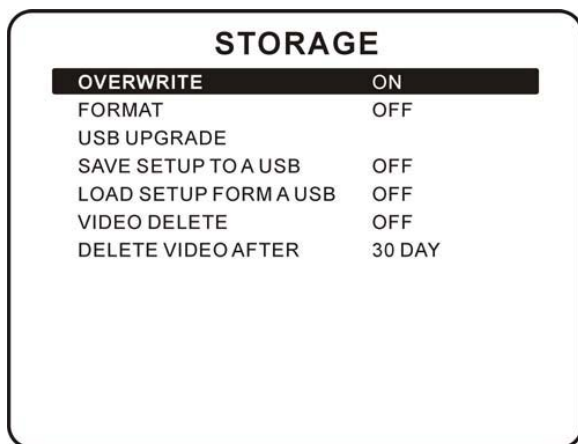 STORAGE
OVERWRITE ON
FORMAT OFF
USB UPGRADE
SAVE SETUP TO A USB OFF
LOAD SETUP FORM A USB OFF
VIDEO DELETE OFF
DELETE VIDEO AFTER 30 DAY